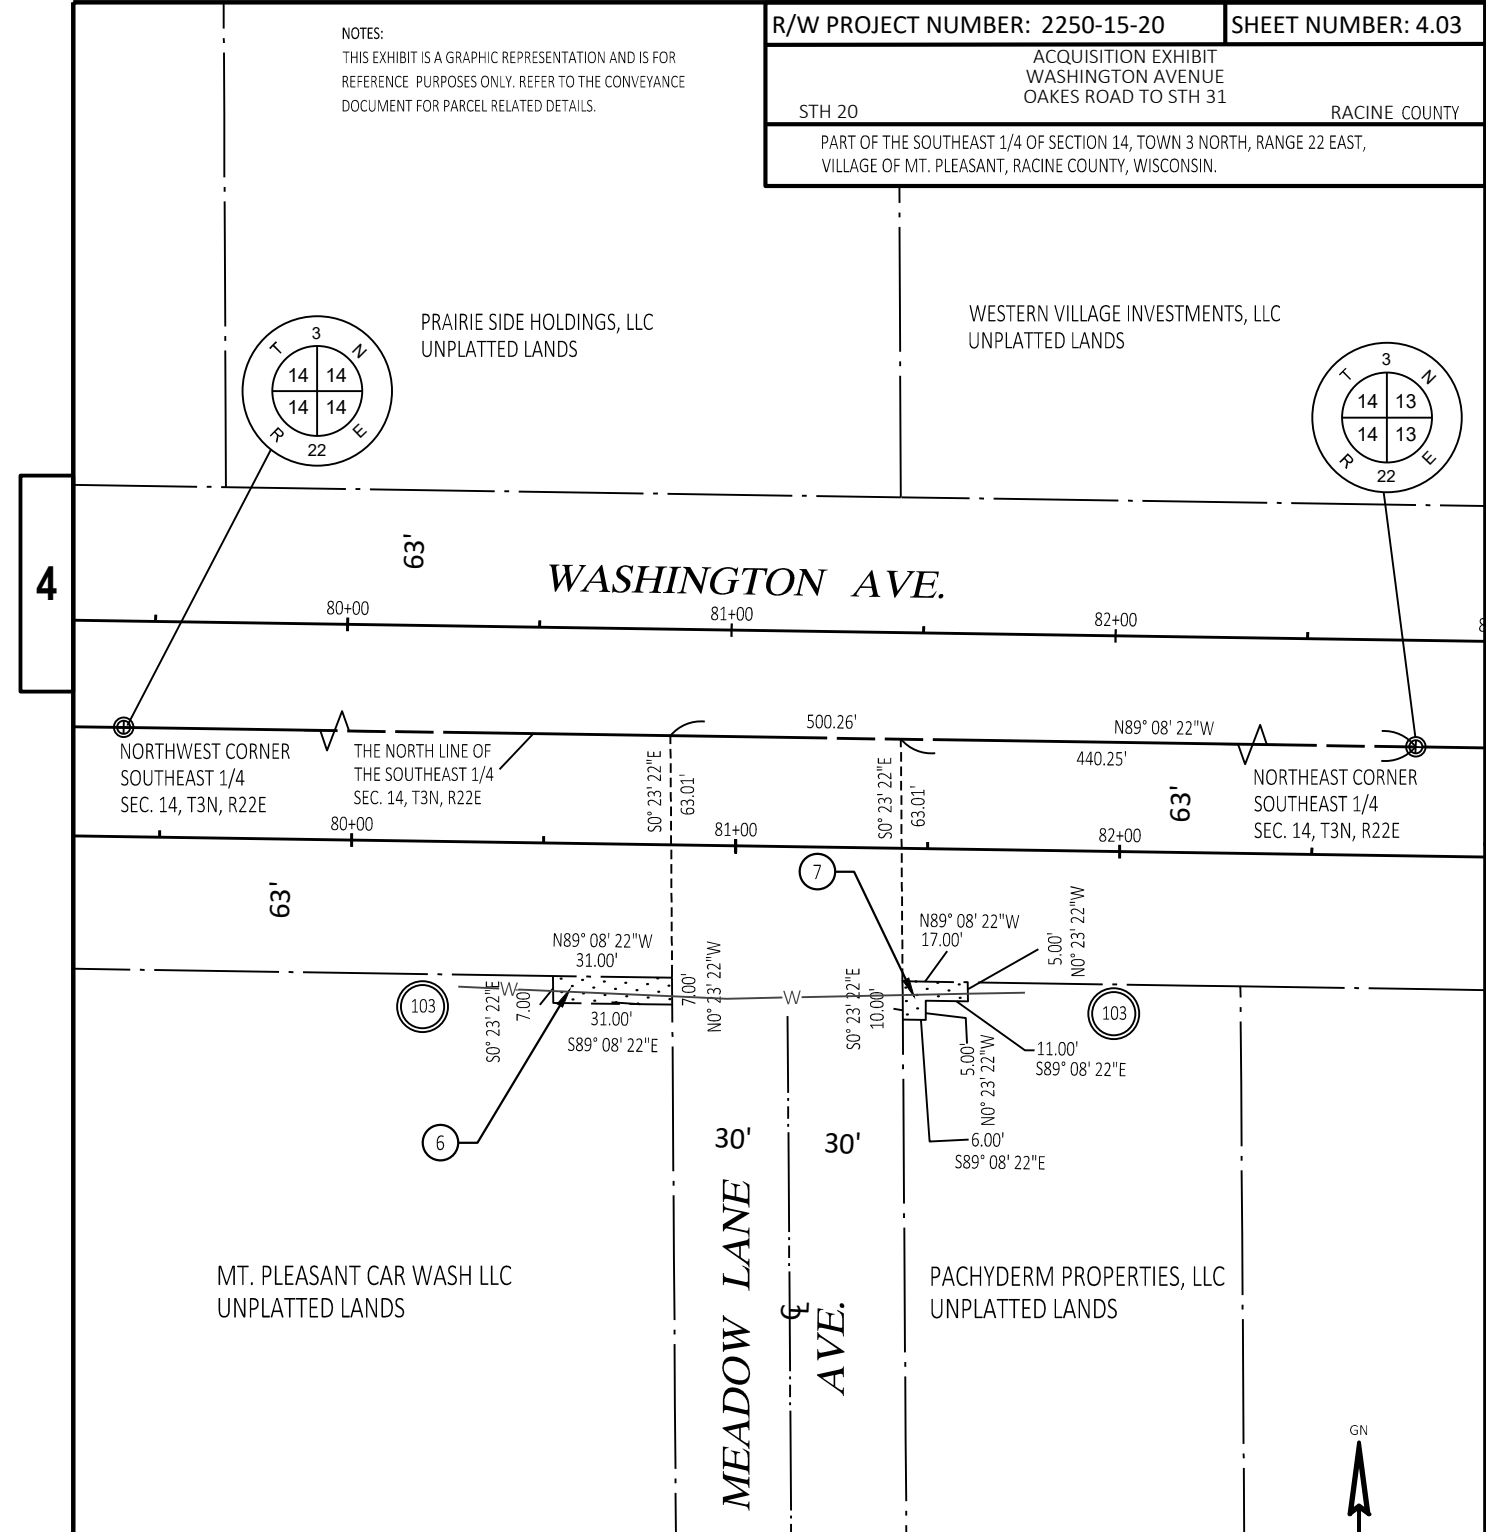 R/W PROJECT NUMBER: 2250-15-20
SHEET NUMBER: 4.03
ACQUISITION EXHIBIT
WASHINGTON AVENUE
OAKES ROAD TO STH 31
STH 20
RACINE COUNTY
PART OF THE SOUTHEAST 1/4 OF SECTION 14, TOWN 3 NORTH, RANGE 22 EAST,
VILLAGE OF MT. PLEASANT, RACINE COUNTY, WISCONSIN.
NOTES:
THIS EXHIBIT IS A GRAPHIC REPRESENTATION AND IS FOR
REFERENCE PURPOSES ONLY. REFER TO THE CONVEYANCE
DOCUMENT FOR PARCEL RELATED DETAILS.
PRAIRIE SIDE HOLDINGS, LLC
UNPLATTED LANDS
WESTERN VILLAGE INVESTMENTS, LLC
UNPLATTED LANDS
3
T N
14 14
14 14
R E
22
3
T N
14 13
14 13
R E
22
4
63'
WASHINGTON AVE.
80+00
81+00
82+00
8
500.26'
N89° 08' 22"W
440.25'
NORTHWEST CORNER
SOUTHEAST 1/4
SEC. 14, T3N, R22E
THE NORTH LINE OF
THE SOUTHEAST 1/4
SEC. 14, T3N, R22E
S0° 23' 22"E
63.01'
S0° 23' 22"E
63.01'
63'
NORTHEAST CORNER
SOUTHEAST 1/4
SEC. 14, T3N, R22E
80+00
81+00
82+00
63'
7
N89° 08' 22"W
31.00'
N89° 08' 22"W
17.00'
5.00'
N0° 23' 22"W
103
S0° 23' 22"E
7.00'
W
31.00'
S89° 08' 22"E
7.00'
N0° 23' 22"W
W
S0° 23' 22"E
10.00'
103
5.00'
N0° 23' 22"W
11.00'
S89° 08' 22"E
6
6.00'
S89° 08' 22"E
30'
30'
MEADOW LANE
AVE.
CL
MT. PLEASANT CAR WASH LLC
UNPLATTED LANDS
PACHYDERM PROPERTIES, LLC
UNPLATTED LANDS
GN